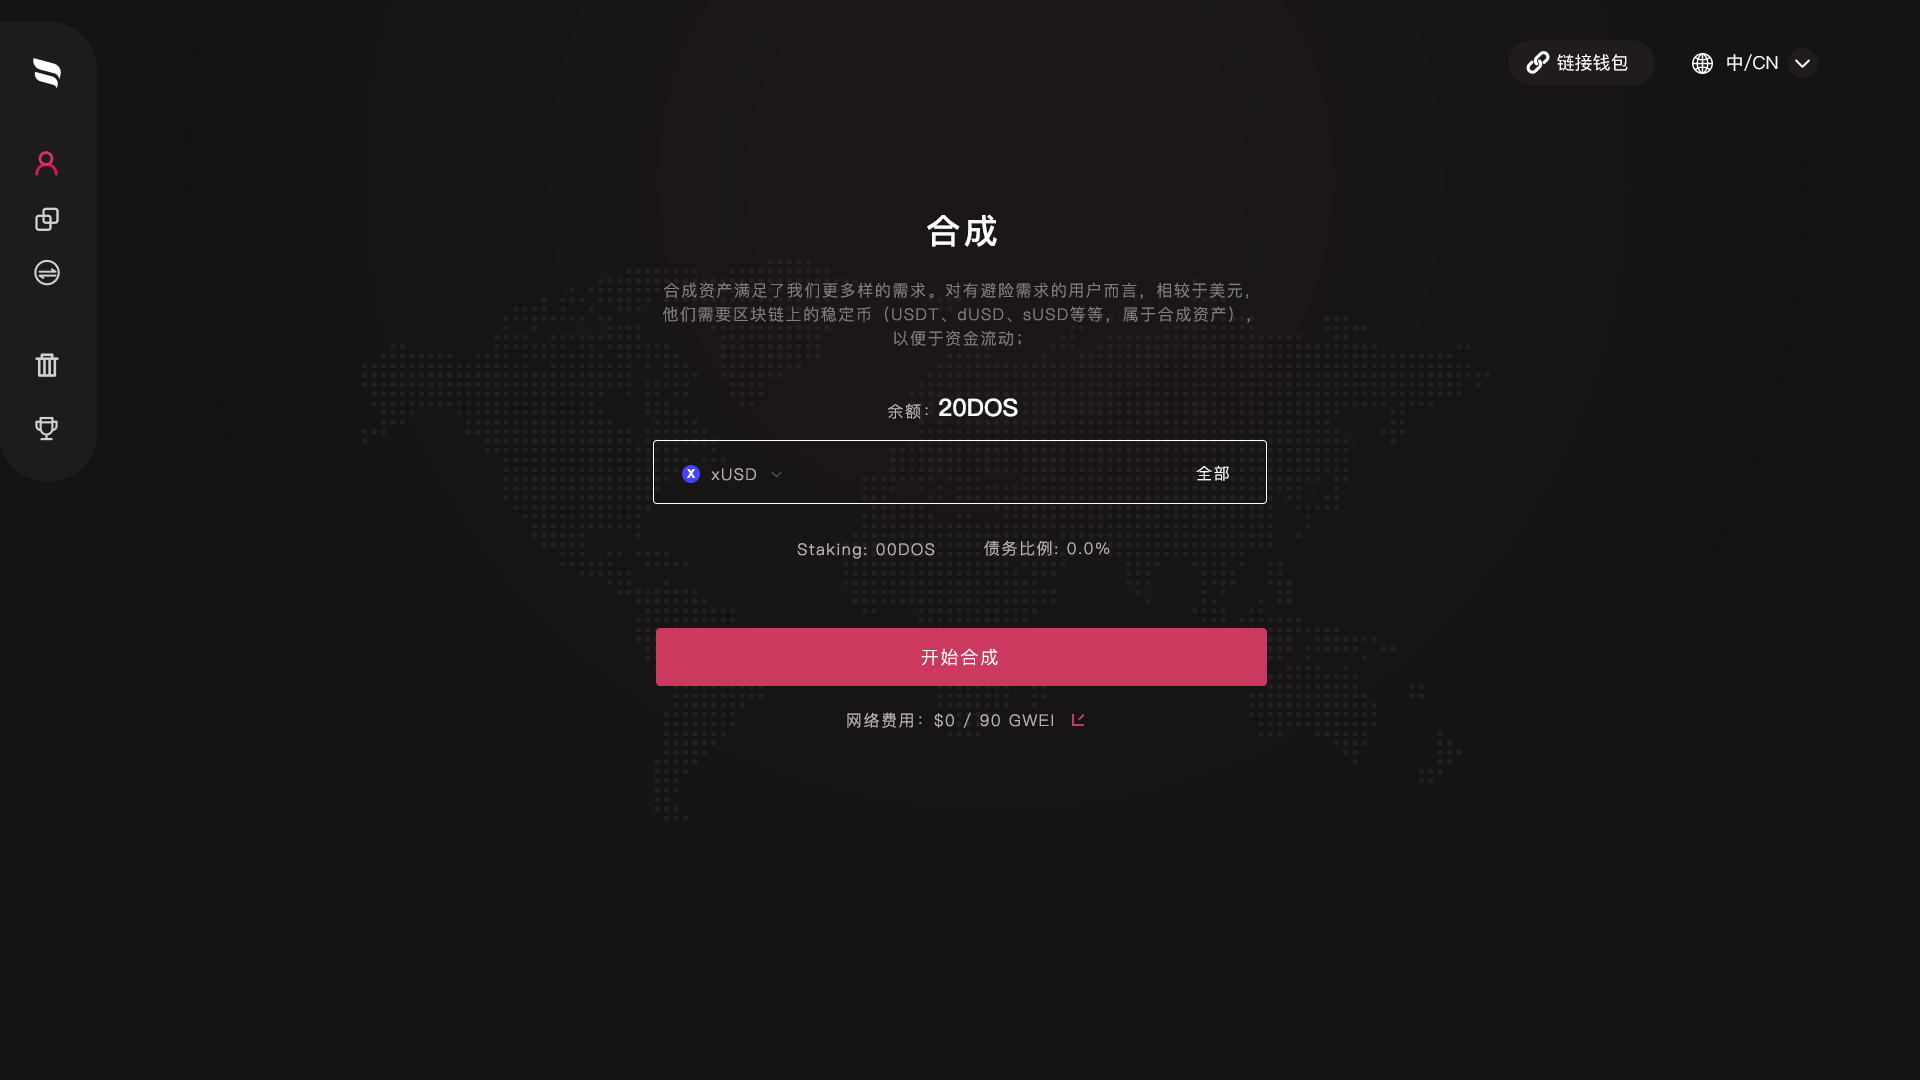 链接钱包
中/CN
合成
合成资产满足了我们更多样的需求。对有避险需求的用户而言，相较于美元，
他们需要区块链上的稳定币（USDT、dUSD、sUSD等等，属于合成资产），
以便于资金流动；
余额：20DOS
X xUSD 全部
Staking: 00DOS 债务比例: 0.0%
开始合成
网络费用：$0 / 90 GWEI